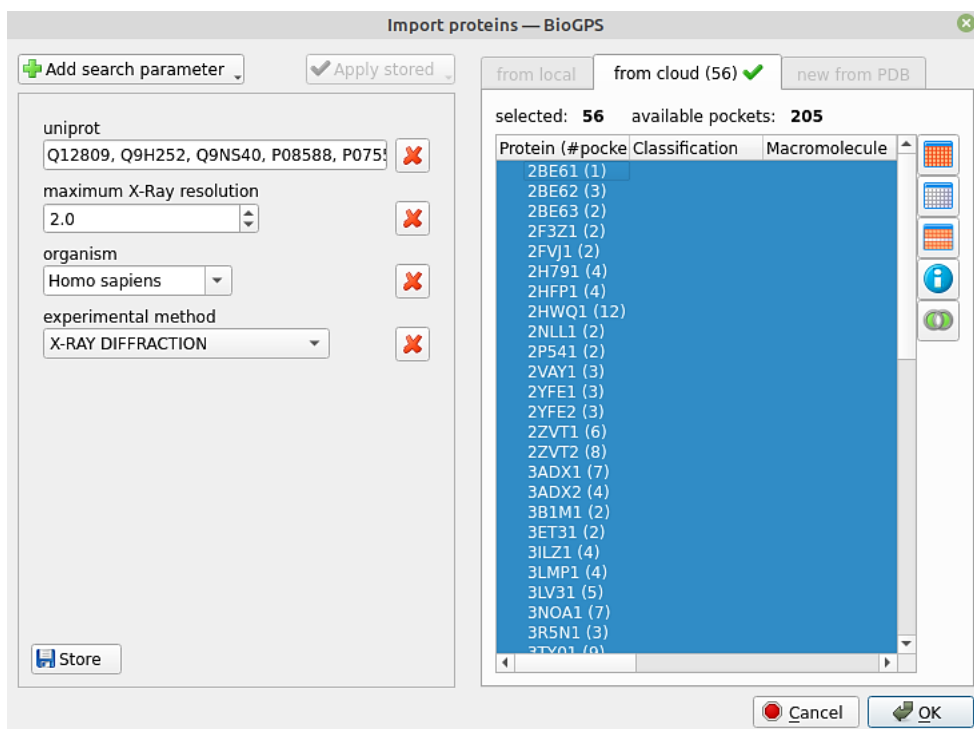 Import proteins — BioGPS
Add search parameter
Apply stored
uniprot
Q12809, Q9H252, Q9NS40, P08588, P075
maximum X-Ray resolution
2.0
organism
Homo sapiens
experimental method
X-RAY DIFFRACTION
Store
from local
from cloud (56)
new from PDB
selected: 56 available pockets: 205
Protein (#pocke Classification Macromolecule
2BE61 (1)
2BE62 (3)
2BE63 (2)
2F3Z1 (2)
2FVJ1 (2)
2H791 (4)
2HFP1 (4)
2HWQ1 (12)
2NLL1 (2)
2P541 (2)
2VAY1 (3)
2YFE1 (3)
2YFE2 (3)
2ZVT1 (6)
2ZVT2 (8)
3ADX1 (7)
3ADX2 (4)
3B1M1 (2)
3ET31 (2)
3ILZ1 (4)
3LMP1 (4)
3LV31 (5)
3NOA1 (7)
3R5N1 (3)
Cancel
OK